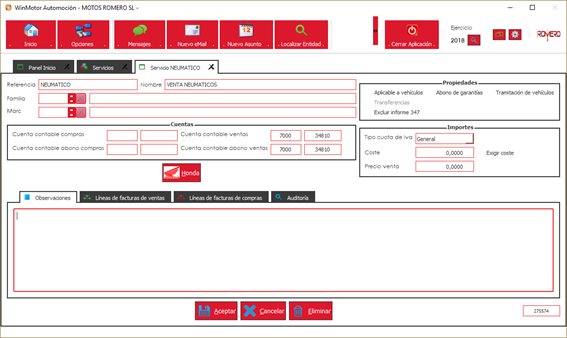 WinMotor Automoción - MOTOS ROMERO SL -
Inicio
Opciones
Mensajes
Nuevo eMail
Nuevo Asunto
Localizar Entidad
Cerrar Aplicación
Ejercicio
2018
ROMERO
Panel Inicio
Servicios
Servicio NEUMATICO
Referencia NEUMATICO Nombre VENTA NEUMATICOS
Familia
Marc
Propiedades
Aplicable a vehículos Abono de garantías Tramitación de vehículos
Transferencias
Excluir informe 347
Cuentas
Cuenta contable compras Cuenta contable ventas 7000 34810
Cuenta contable abono compras Cuenta contable abono ventas 7000 34810
Importes
Tipo cuota de iva General
Coste 0,0000 Exigir coste
Precio venta 0,0000
Honda
Observaciones
Líneas de facturas de ventas
Líneas de facturas de compras
Auditoría
Aceptar
Cancelar
Eliminar
275574